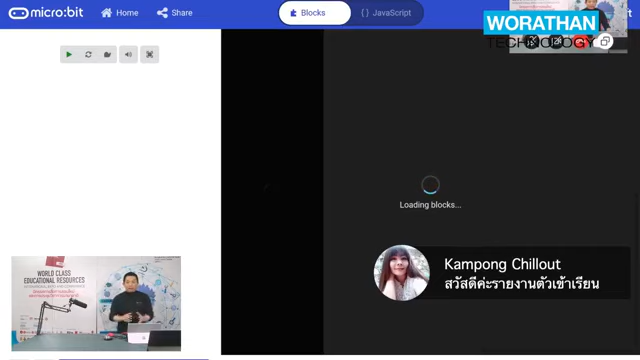 micro:bit
Home
Share
Blocks
{ } JavaScript
WORATHAN
TECHNOLOGY
Loading blocks...
Kampong Chillout
สวัสดีค่ะรายงานตัวเข้าเรียน
WORLD CLASS
EDUCATIONAL RESOURCES